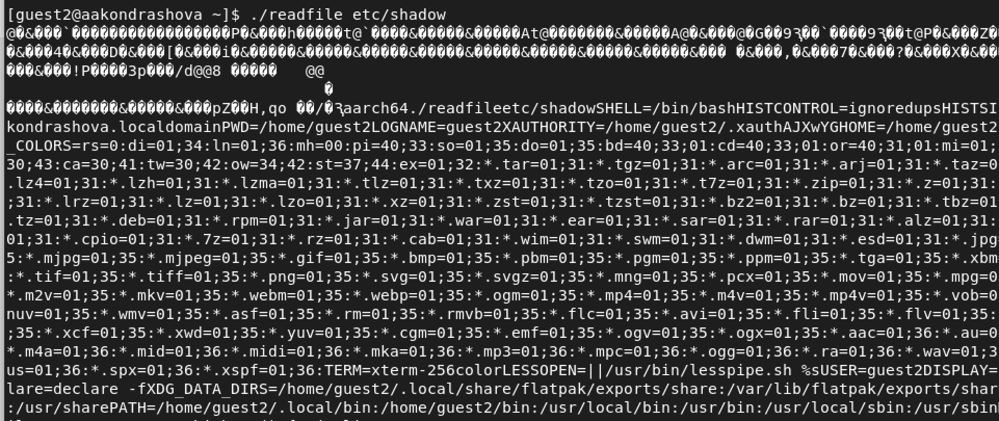 [guest2@aakondrashova ~]$ ./readfile etc/shadow
@�&���`�����������������P�&���h�����t@`����&�����&�����At@�������&�����A@�&���@�G��9��`����9��t@P�&���Z�
�&���4�&���D�&���[�&���i�&�����&�����&�����&�����&�����&�����&�����&�����&��� �&���,�&���7�&���?�&���X�&��
���&���!P����3p���/d@@8 ����� @@
�
����&�������&�����&���pZ��H,qo ��/�aarch64./readfileetc/shadowSHELL=/bin/bashHISTCONTROL=ignoredupsHISTSI
kondrashova.localdomainPWD=/home/guest2LOGNAME=guest2XAUTHORITY=/home/guest2/.xauthAJXwYGHOME=/home/guest2
_COLORS=rs=0:di=01;34:ln=01;36:mh=00:pi=40;33:so=01;35:do=01;35:bd=40;33;01:cd=40;33;01:or=40;31;01:mi=01;
30;43:ca=30;41:tw=30;42:ow=34;42:st=37;44:ex=01;32:*.tar=01;31:*.tgz=01;31:*.arc=01;31:*.arj=01;31:*.taz=0
.lz4=01;31:*.lzh=01;31:*.lzma=01;31:*.tlz=01;31:*.txz=01;31:*.tzo=01;31:*.t7z=01;31:*.zip=01;31:*.z=01;31:
;31:*.lrz=01;31:*.lz=01;31:*.lzo=01;31:*.xz=01;31:*.zst=01;31:*.tzst=01;31:*.bz2=01;31:*.bz=01;31:*.tbz=01
.tz=01;31:*.deb=01;31:*.rpm=01;31:*.jar=01;31:*.war=01;31:*.ear=01;31:*.sar=01;31:*.rar=01;31:*.alz=01;31:
01;31:*.cpio=01;31:*.7z=01;31:*.rz=01;31:*.cab=01;31:*.wim=01;31:*.swm=01;31:*.dwm=01;31:*.esd=01;31:*.jpg
5:*.mjpg=01;35:*.mjpeg=01;35:*.gif=01;35:*.bmp=01;35:*.pbm=01;35:*.pgm=01;35:*.ppm=01;35:*.tga=01;35:*.xbm=
:*.tif=01;35:*.tiff=01;35:*.png=01;35:*.svg=01;35:*.svgz=01;35:*.mng=01;35:*.pcx=01;35:*.mov=01;35:*.mpg=0
*.m2v=01;35:*.mkv=01;35:*.webm=01;35:*.webp=01;35:*.ogm=01;35:*.mp4=01;35:*.m4v=01;35:*.mp4v=01;35:*.vob=0
nuv=01;35:*.wmv=01;35:*.asf=01;35:*.rm=01;35:*.rmvb=01;35:*.flc=01;35:*.avi=01;35:*.fli=01;35:*.flv=01;35:
;35:*.xcf=01;35:*.xwd=01;35:*.yuv=01;35:*.cgm=01;35:*.emf=01;35:*.ogv=01;35:*.ogx=01;35:*.aac=01;36:*.au=0
*.m4a=01;36:*.mid=01;36:*.midi=01;36:*.mka=01;36:*.mp3=01;36:*.mpc=01;36:*.ogg=01;36:*.ra=01;36:*.wav=01;3
us=01;36:*.spx=01;36:*.xspf=01;36:TERM=xterm-256colorLESSOPEN=||/usr/bin/lesspipe.sh %sUSER=guest2DISPLAY=
lare=declare -fXDG_DATA_DIRS=/home/guest2/.local/share/flatpak/exports/share:/var/lib/flatpak/exports/shar
:/usr/sharePATH=/home/guest2/.local/bin:/home/guest2/bin:/usr/local/bin:/usr/bin:/usr/local/sbin:/usr/sbin